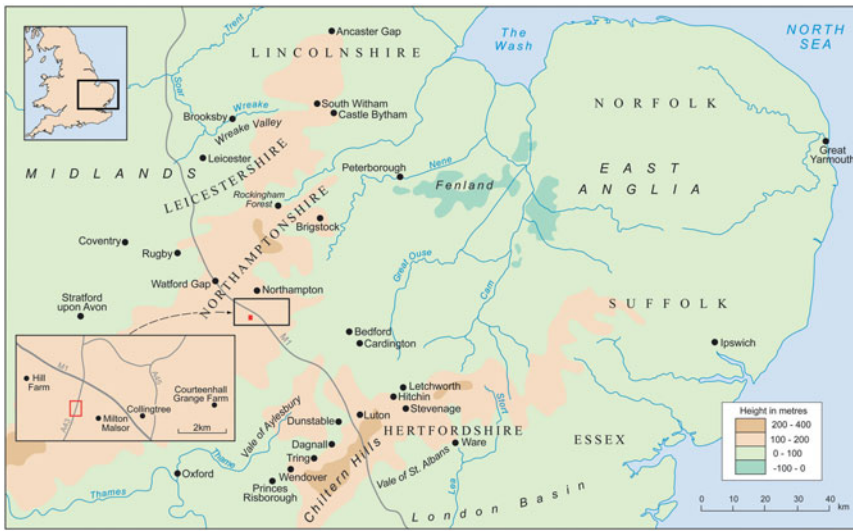 Trent
Ancaster Gap
The
Wash
NORTH
SEA
LINCOLNSHIRE
Soar
Wreake
South Witham
Castle Bytham
Brooksby
Wreake Valley
NORFOLK
Great
Yarmouth
Leicester
MIDLANDS
LEICESTERSHIRE
Peterborough
Nene
Fenland
EAST
ANGLIA
Rockingham
Forest
Brigstock
NORTHAMPTONSHIRE
Coventry
Rugby
Great Ouse
Cam
Watford Gap
Northampton
Stratford
upon Avon
SUFFOLK
M1
Bedford
Cardington
Ipswich
M1
A45
Hill
Farm
Courteenhall
Grange Farm
Collingtree
Milton
Malsor
A43
2km
Letchworth
Hitchin
Stevenage
Stort
Vale of Aylesbury
Dunstable
Luton
HERTFORDSHIRE
Height in metres
200 - 400
100 - 200
0 - 100
-100 - 0
Dagnall
Tring
Wendover
Chiltern Hills
Ware
Vale of St. Albans
ESSEX
Oxford
Thame
Princes
Risborough
Thames
Lea
London Basin
0 10 20 30 40
km